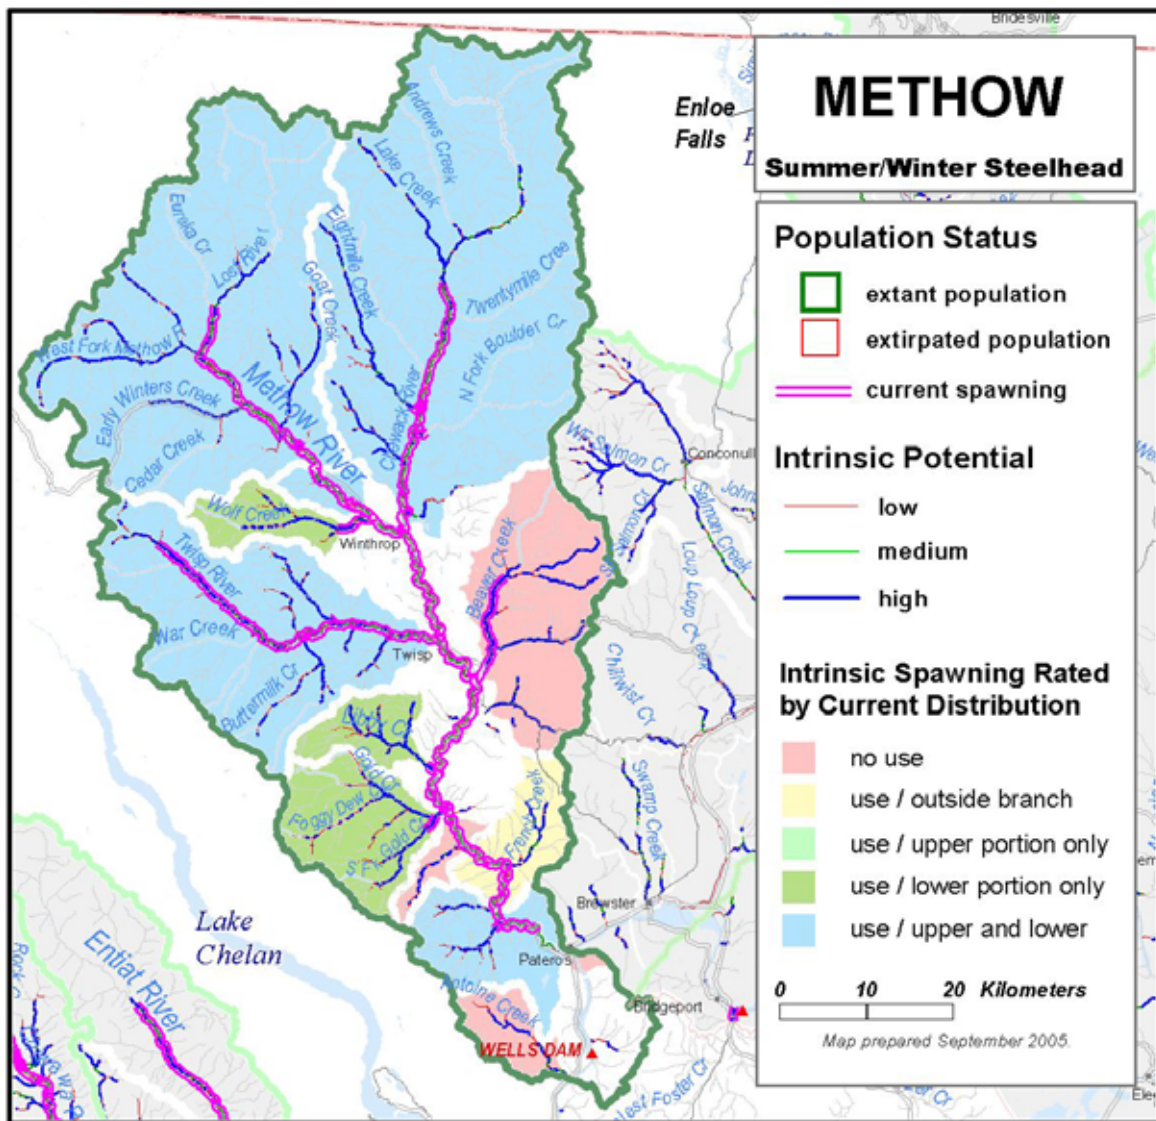 Bridesville
METHOW
Summer/Winter Steelhead
Enloe
Falls
Andrews Creek
Lake Creek
Eureka Cr
Lost River
Eightmile Creek
Goat Creek
Twentymile Cree
N Fork Boulder Cr
West Fork Methow R
Methow River
Early Winters Creek
Chewack River
Cedar Creek
WF Salmon Cr
Conconull
Salmon Creek
Wolf Creek
Winthrop
Twisp River
Beaver Creek
Loup Loup Creek
War Creek
Twisp
Buttermilk Cr
Chiliwist Cr
Libby Cr
Gold Cr
Foggy Dew C
S Fk Gold Cr
French Creek
Swamp Creek
Brewster
Lake
Chelan
Pateros
Entiat River
Antoine Creek
Bridgeport
WELLS DAM
Population Status
extant population
extirpated population
current spawning
Intrinsic Potential
low
medium
high
Intrinsic Spawning Rated
by Current Distribution
no use
use / outside branch
use / upper portion only
use / lower portion only
use / upper and lower
0 10 20 Kilometers
Map prepared September 2005.